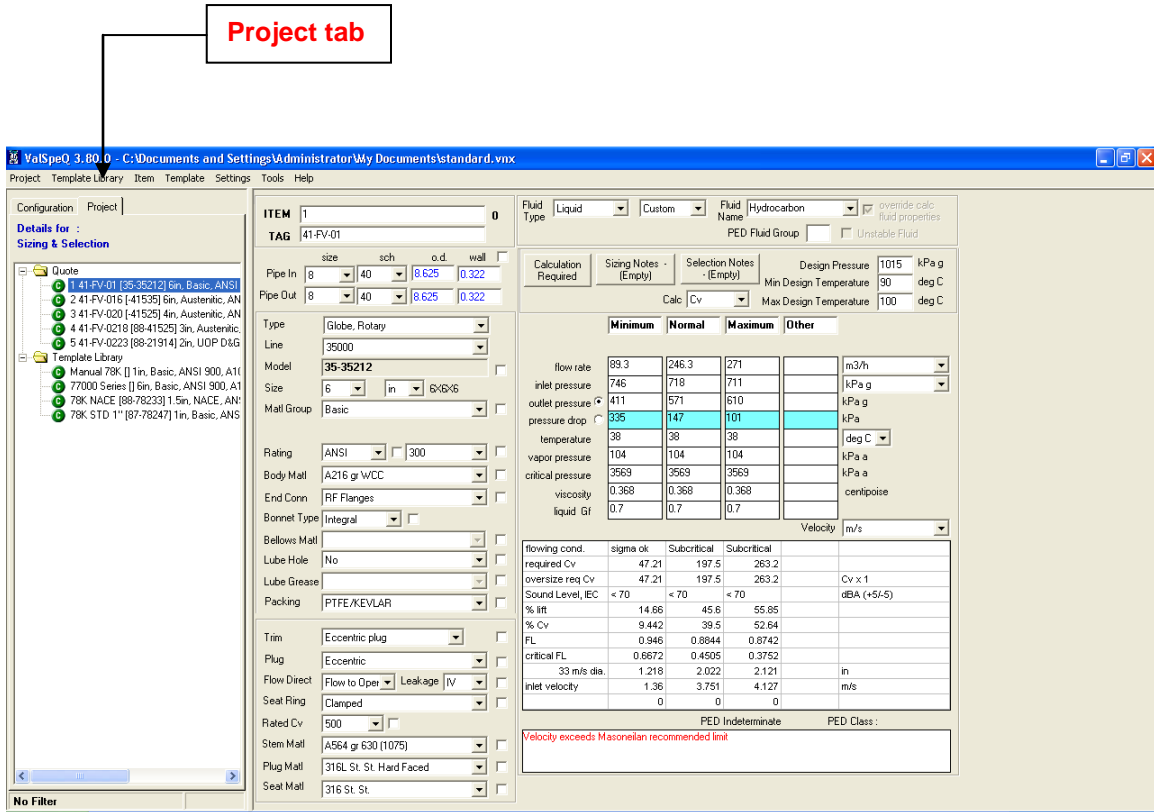 Project tab
ValSpeQ 3.80.0 - C:\Documents and Settings\Administrator\My Documents\standard.vnx
Project Template Library Item Template Settings Tools Help
Configuration Project
Details for :
Sizing & Selection
Quote
1 41-FV-01 [35-35212] 6in, Basic, ANSI
2 41-FV-016 [-41535] 6in, Austenitic, AN
3 41-FV-020 [-41525] 4in, Austenitic, AN
4 41-FV-0218 [88-41525] 3in, Austenitic,
5 41-FV-0223 [88-21914] 2in, UOP D&G
Template Library
Manual 78K [] 1in, Basic, ANSI 900, A1(
77000 Series [] 6in, Basic, ANSI 900, A1
78K NACE [88-78233] 1.5in, NACE, AN
78K STD 1" [87-78247] 1in, Basic, ANS
No Filter
ITEM 1 0
TAG 41-FV-01
size sch o.d. wall
Pipe In 8 40 8.625 0.322
Pipe Out 8 40 8.625 0.322
Type Globe, Rotary
Line 35000
Model 35-35212
Size 6 in 6X6X6
Matl Group Basic
Rating ANSI 300
Body Matl A216 gr WCC
End Conn RF Flanges
Bonnet Type Integral
Bellows Matl
Lube Hole No
Lube Grease
Packing PTFE/KEVLAR
Trim Eccentric plug
Plug Eccentric
Flow Direct Flow to Oper Leakage IV
Seat Ring Clamped
Rated Cv 500
Stem Matl A564 gr 630 (1075)
Plug Matl 316L St. St. Hard Faced
Seat Matl 316 St. St.
Fluid Type Liquid Custom Fluid Name Hydrocarbon override calc fluid properties
PED Fluid Group Unstable Fluid
Calculation Required Sizing Notes - (Empty) Selection Notes - (Empty) Design Pressure 1015 kPa g
Min Design Temperature 90 deg C
Calc Cv Max Design Temperature 100 deg C
Minimum Normal Maximum Other
flow rate 89.3 246.3 271 m3/h
inlet pressure 746 718 711 kPa g
outlet pressure 411 571 610 kPa g
pressure drop 335 147 101 kPa
temperature 38 38 38 deg C
vapor pressure 104 104 104 kPa a
critical pressure 3569 3569 3569 kPa a
viscosity 0.368 0.368 0.368 centipoise
liquid Gf 0.7 0.7 0.7
Velocity m/s
flowing cond. sigma ok Subcritical Subcritical
required Cv 47.21 197.5 263.2
oversize req Cv 47.21 197.5 263.2 Cv x 1
Sound Level, IEC < 70 < 70 < 70 dBA (+5/-5)
% lift 14.66 45.6 55.85
% Cv 9.442 39.5 52.64
FL 0.946 0.8844 0.8742
critical FL 0.6672 0.4505 0.3752
33 m/s dia. 1.218 2.022 2.121 in
inlet velocity 1.36 3.751 4.127 m/s
0 0 0
PED Indeterminate PED Class :
Velocity exceeds Masoneilan recommended limit